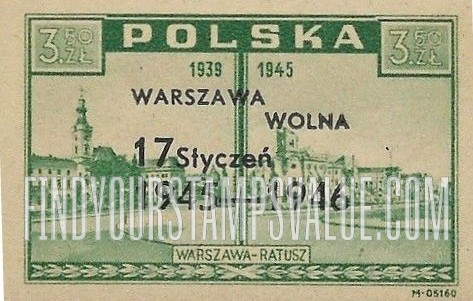 3.50 ZŁ POLSKA 3.50 ZŁ
1939 1945
WARSZAWA
WOLNA
17 Styczeń
1945—1946
FINDYOURSTAMPSVALUE.COM
WARSZAWA-RATUSZ
M-05160